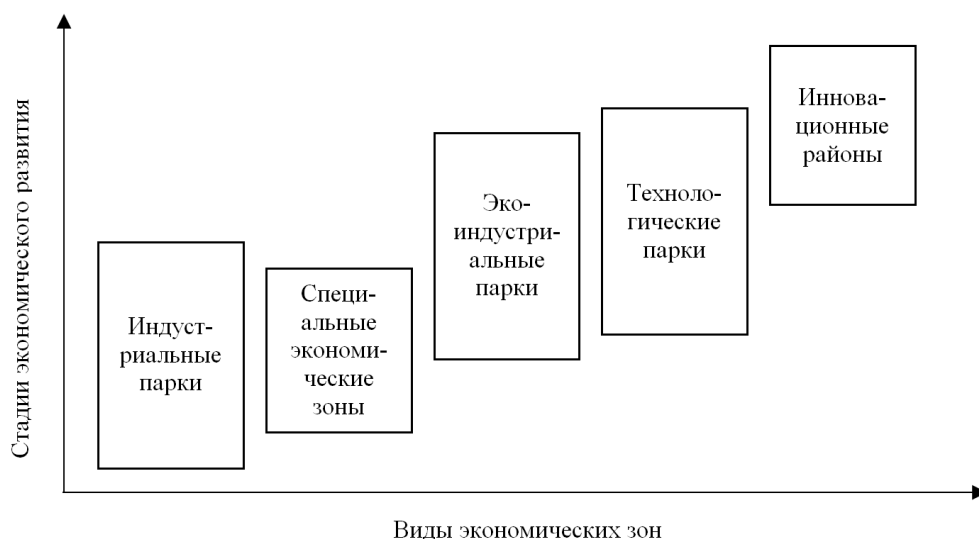 Стадии экономического развития
Индуст-
риальные
парки
Специ-
альные
экономи-
ческие
зоны
Эко-
индустри-
альные
парки
Техноло-
гические
парки
Иннова-
ционные
районы
Виды экономических зон